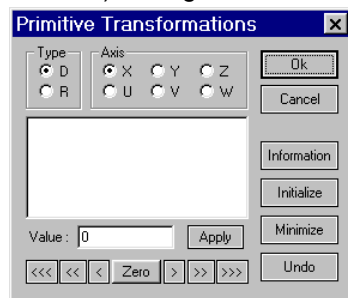 Primitive Transformations
Type Axis
D X Y Z Ok
R U V W Cancel
Information
Initialize
Value : 0 Apply Minimize
<<< << < Zero > >> >>> Undo